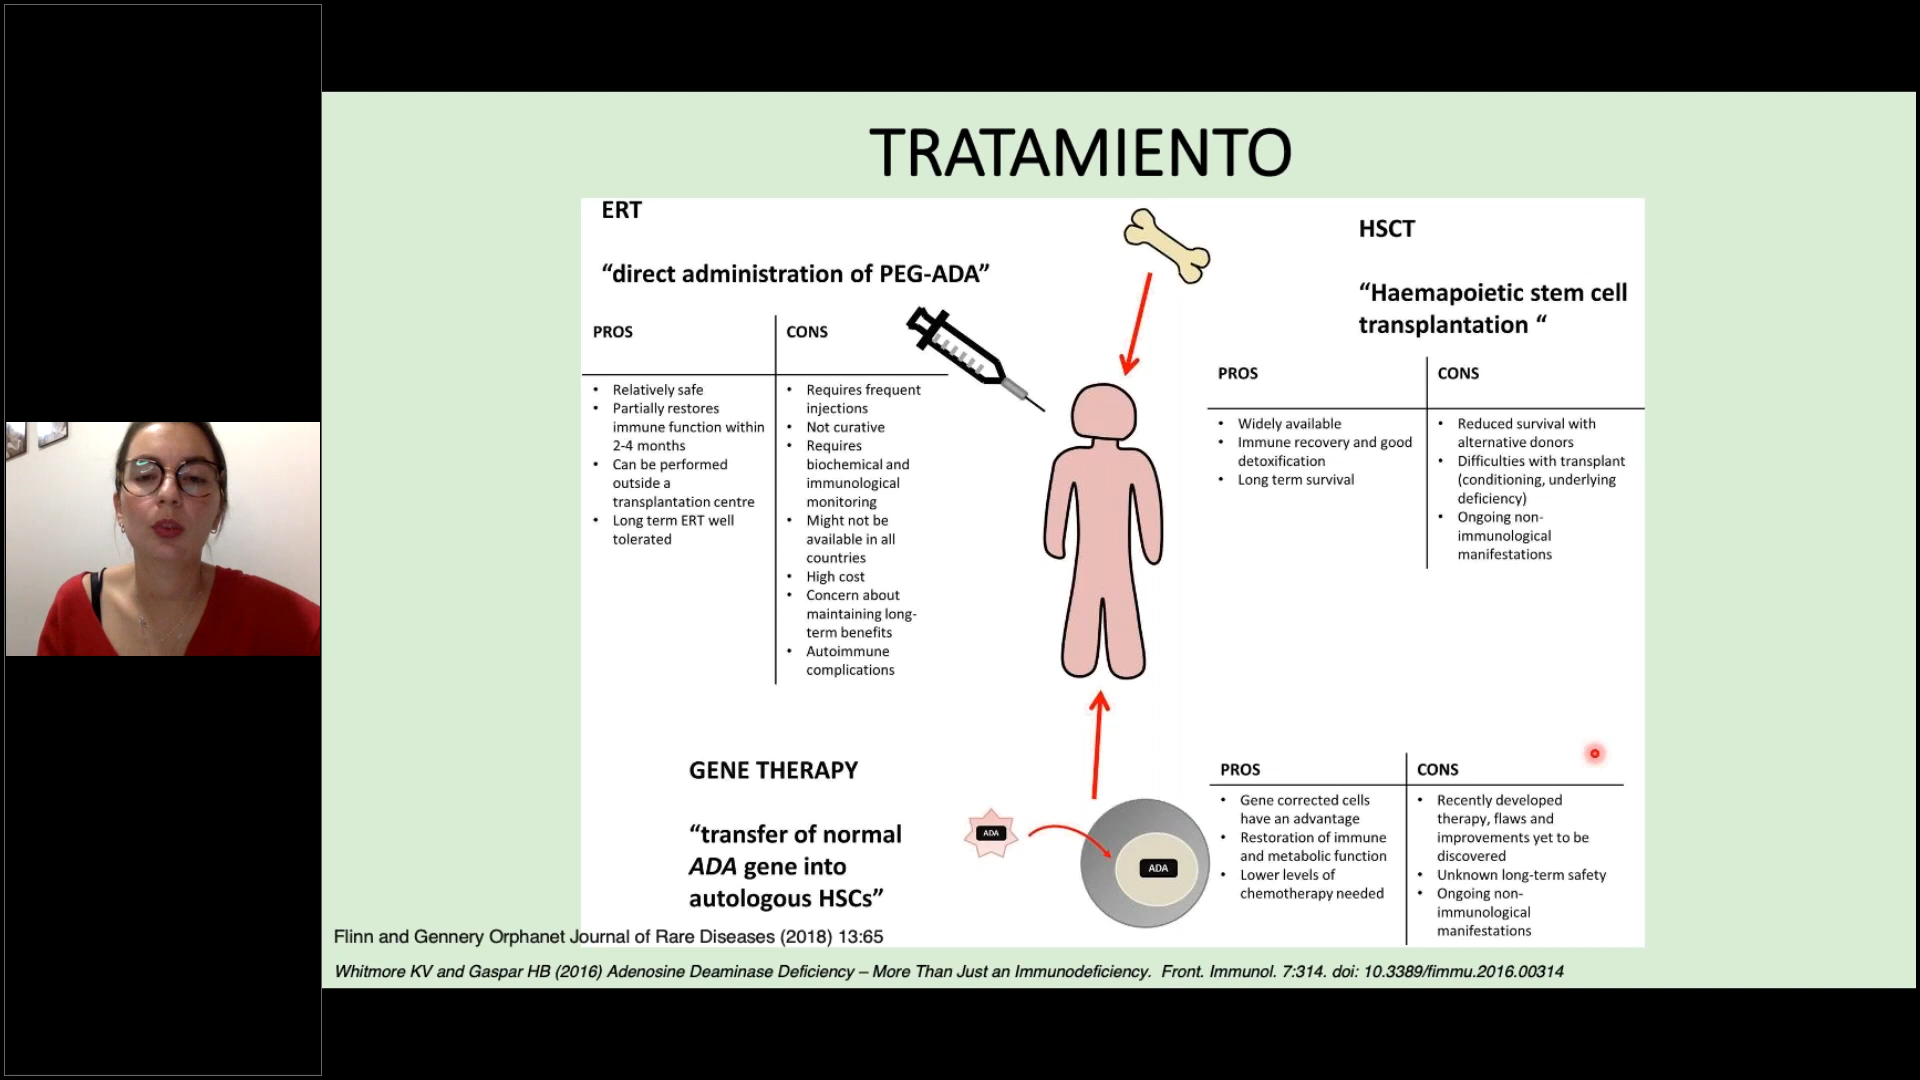 TRATAMIENTO
ERT
“direct administration of PEG-ADA”
PROS
CONS
• Relatively safe
• Partially restores
immune function within
2-4 months
• Can be performed
outside a
transplantation centre
• Long term ERT well
tolerated
• Requires frequent
injections
• Not curative
• Requires
biochemical and
immunological
monitoring
• Might not be
available in all
countries
• High cost
• Concern about
maintaining long-
term benefits
• Autoimmune
complications
HSCT
“Haemapoietic stem cell
transplantation “
PROS
CONS
• Widely available
• Immune recovery and good
detoxification
• Long term survival
• Reduced survival with
alternative donors
• Difficulties with transplant
(conditioning, underlying
deficiency)
• Ongoing non-
immunological
manifestations
GENE THERAPY
“transfer of normal
ADA gene into
autologous HSCs”
ADA
ADA
PROS
CONS
• Gene corrected cells
have an advantage
• Restoration of immune
and metabolic function
• Lower levels of
chemotherapy needed
• Recently developed
therapy, flaws and
improvements yet to be
discovered
• Unknown long-term safety
• Ongoing non-
immunological
manifestations
Flinn and Gennery Orphanet Journal of Rare Diseases (2018) 13:65
Whitmore KV and Gaspar HB (2016) Adenosine Deaminase Deficiency – More Than Just an Immunodeficiency. Front. Immunol. 7:314. doi: 10.3389/fimmu.2016.00314